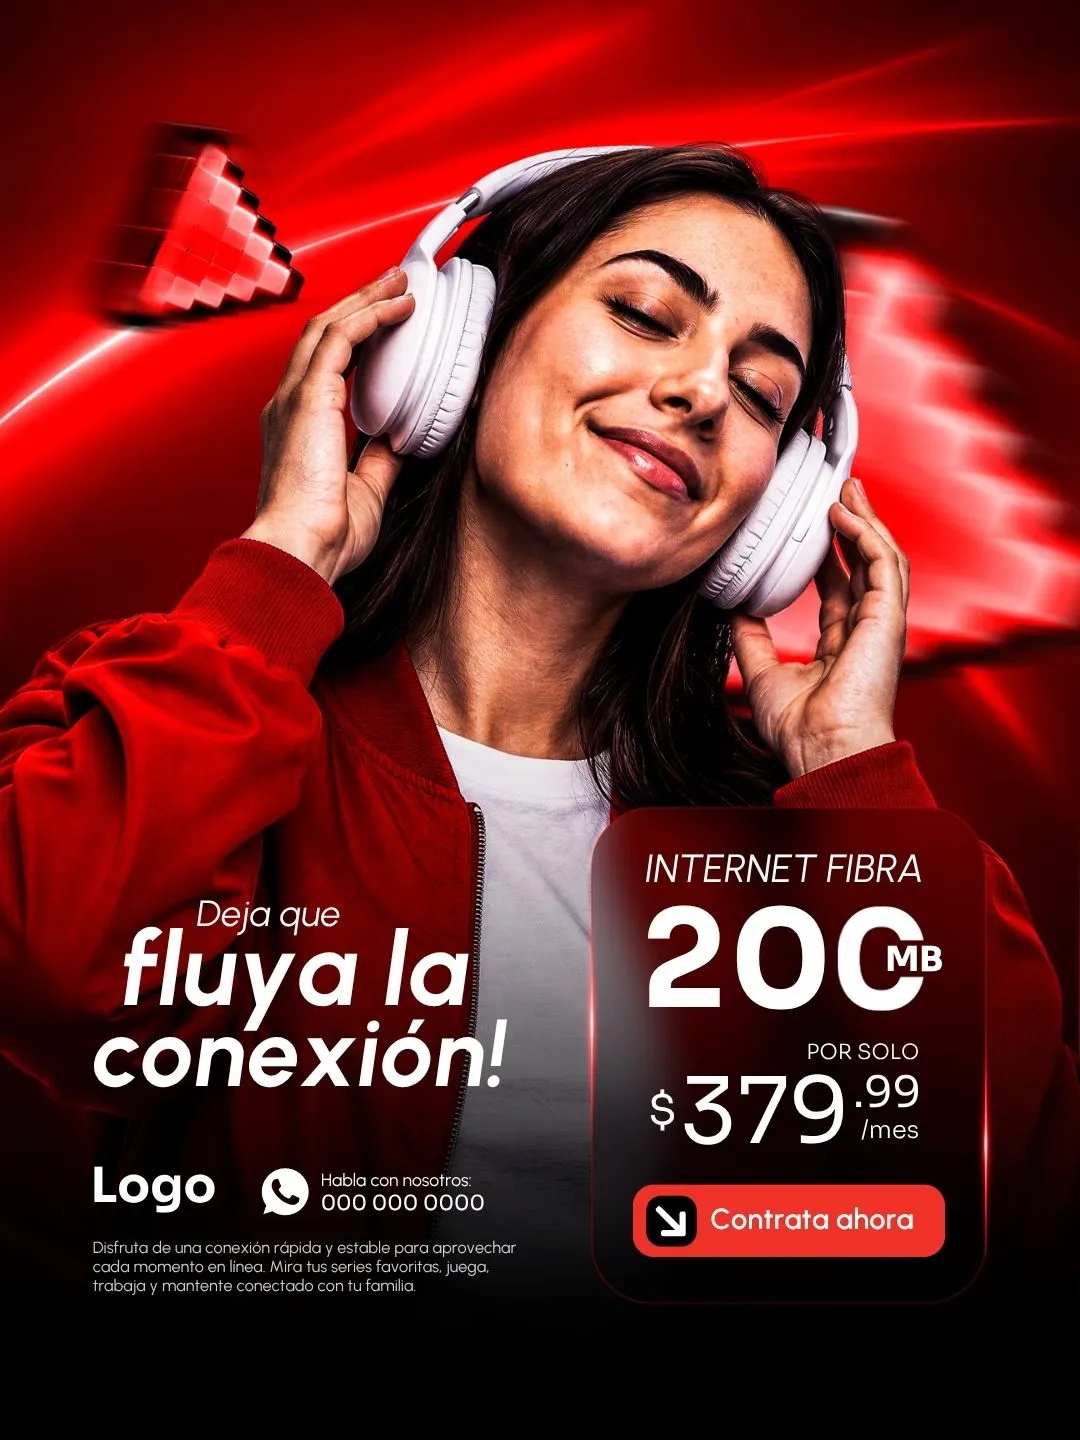 Deja que
fluya la
conexión!
Logo
Habla con nosotros:
000 000 0000
Disfruta de una conexión rápida y estable para aprovechar
cada momento en línea. Mira tus series favoritas, juega,
trabaja y mantente conectado con tu familia.
INTERNET FIBRA
200 MB
POR SOLO
$379.99
/mes
Contrata ahora